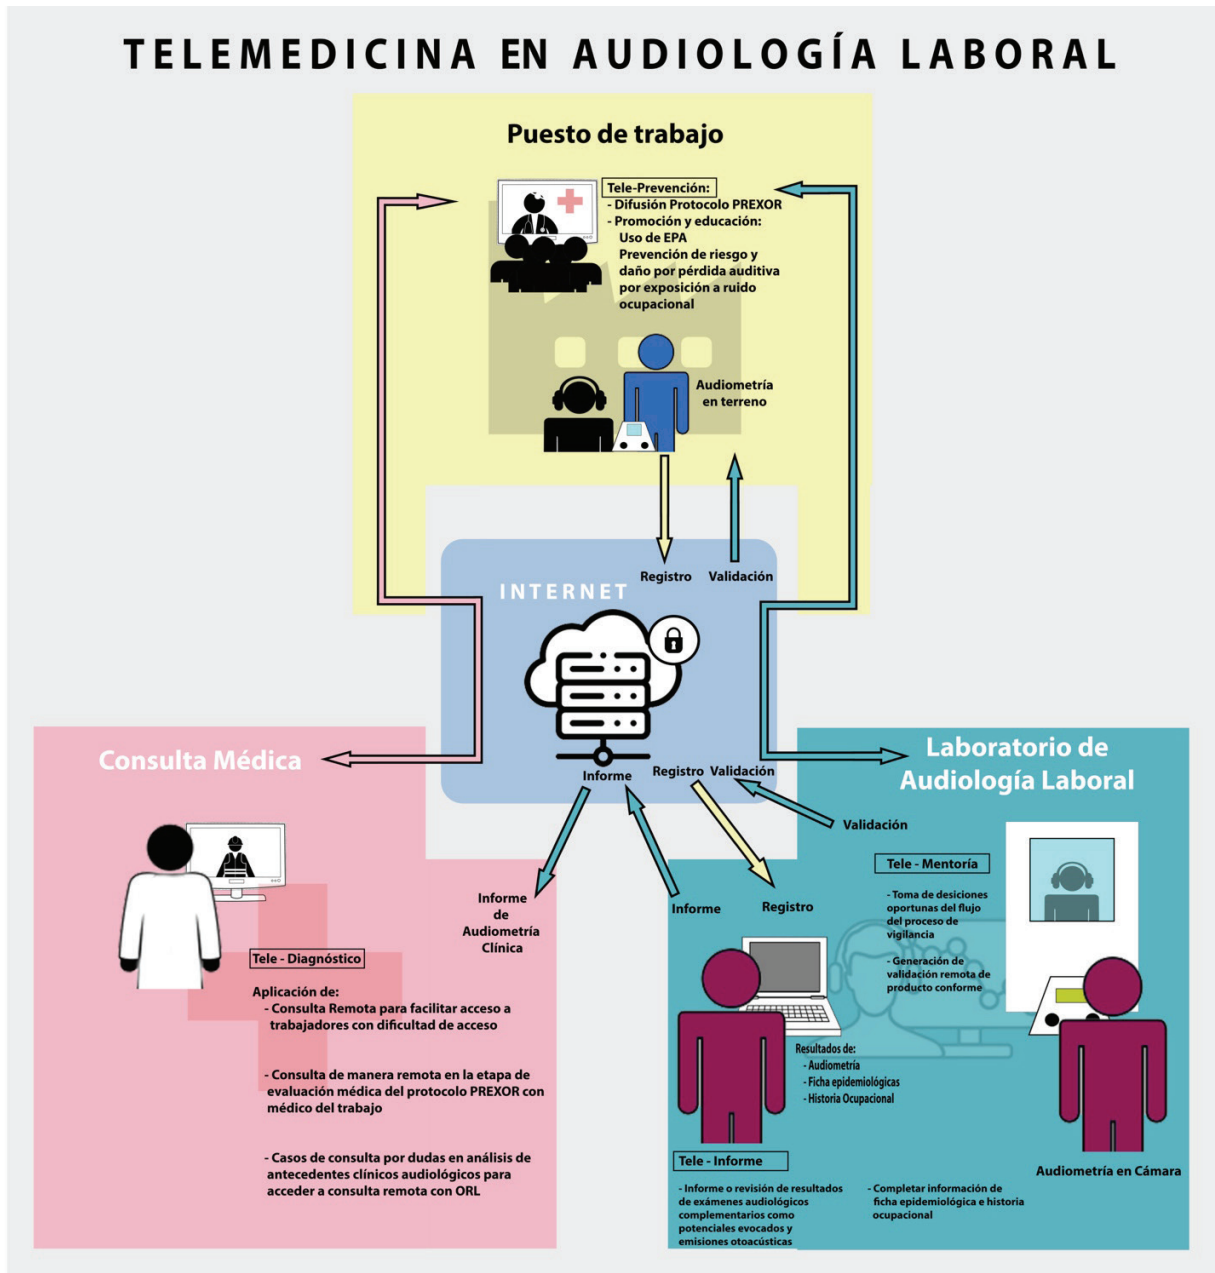 TELEMEDICINA EN AUDIOLOGÍA LABORAL
Puesto de trabajo
Tele-Prevención:
- Difusión Protocolo PREXOR
- Promoción y educación:
Uso de EPA
Prevención de riesgo y
daño por pérdida auditiva
por exposición a ruido
ocupacional
Audiometría
en terreno
Registro
Validación
INTERNET
Informe
Registro
Validación
Consulta Médica
Informe
de
Audiometría
Clínica
Tele - Diagnóstico
Aplicación de:
- Consulta Remota para facilitar acceso a
trabajadores con dificultad de acceso
- Consulta de manera remota en la etapa de
evaluación médica del protocolo PREXOR con
médico del trabajo
- Casos de consulta por dudas en análisis de
antecedentes clínicos audiológicos para
acceder a consulta remota con ORL
Laboratorio de
Audiología Laboral
Validación
Informe
Registro
Tele - Mentoría
- Toma de desiciones
oportunas del flujo
del proceso de
vigilancia
- Generación de
validación remota de
producto conforme
Resultados de:
- Audiometría
- Ficha epidemiológicas
- Historia Ocupacional
Audiometría en Cámara
Tele - Informe
- Informe o revisión de resultados
de exámenes audiológicos
complementarios como
potenciales evocados y
emisiones otoacústicas
- Completar información de
ficha epidemiológica e historia
ocupacional